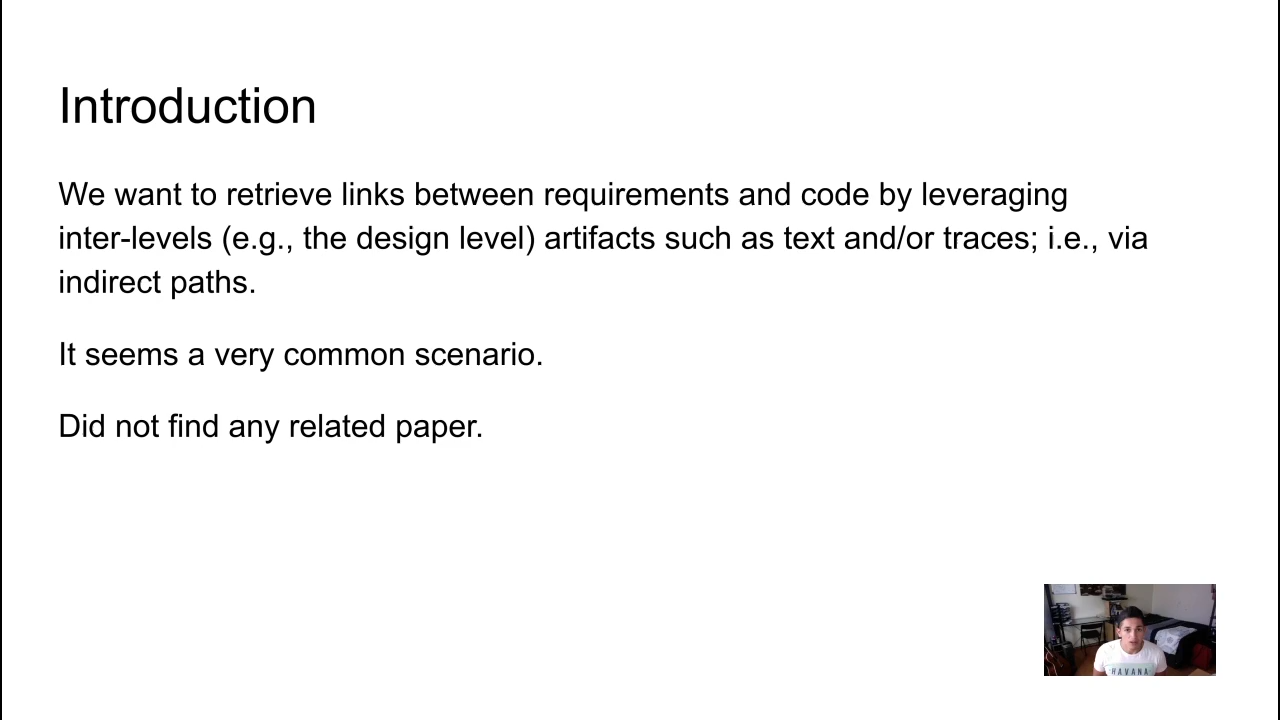 Introduction
We want to retrieve links between requirements and code by leveraging
inter-levels (e.g., the design level) artifacts such as text and/or traces; i.e., via
indirect paths.
It seems a very common scenario.
Did not find any related paper.
HAVANA